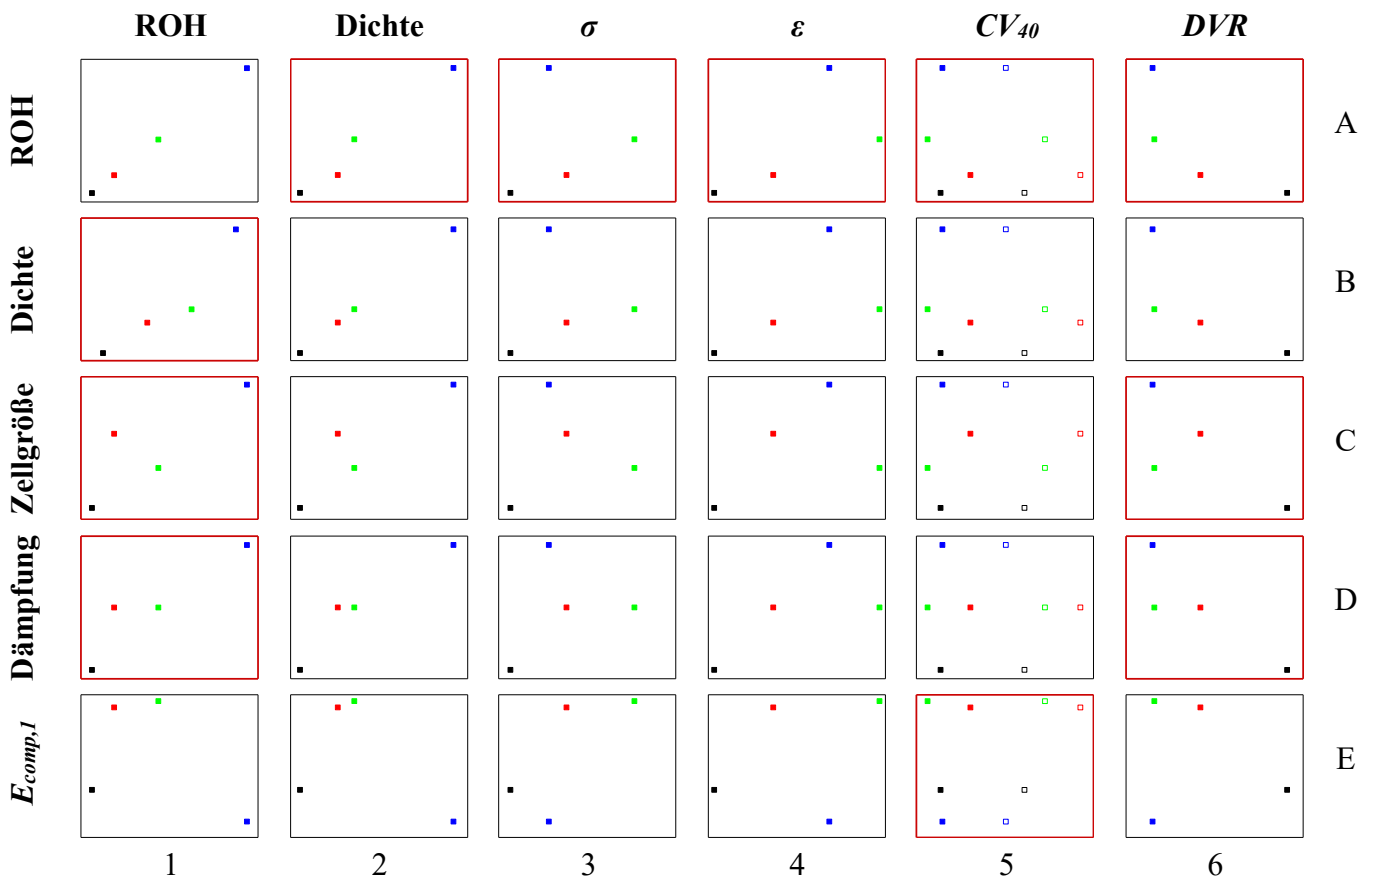 ROH Dichte σ ε CV40 DVR
ROH A
Dichte B
Zellgröße C
Dämpfung D
Ecomp,1 E
1 2 3 4 5 6